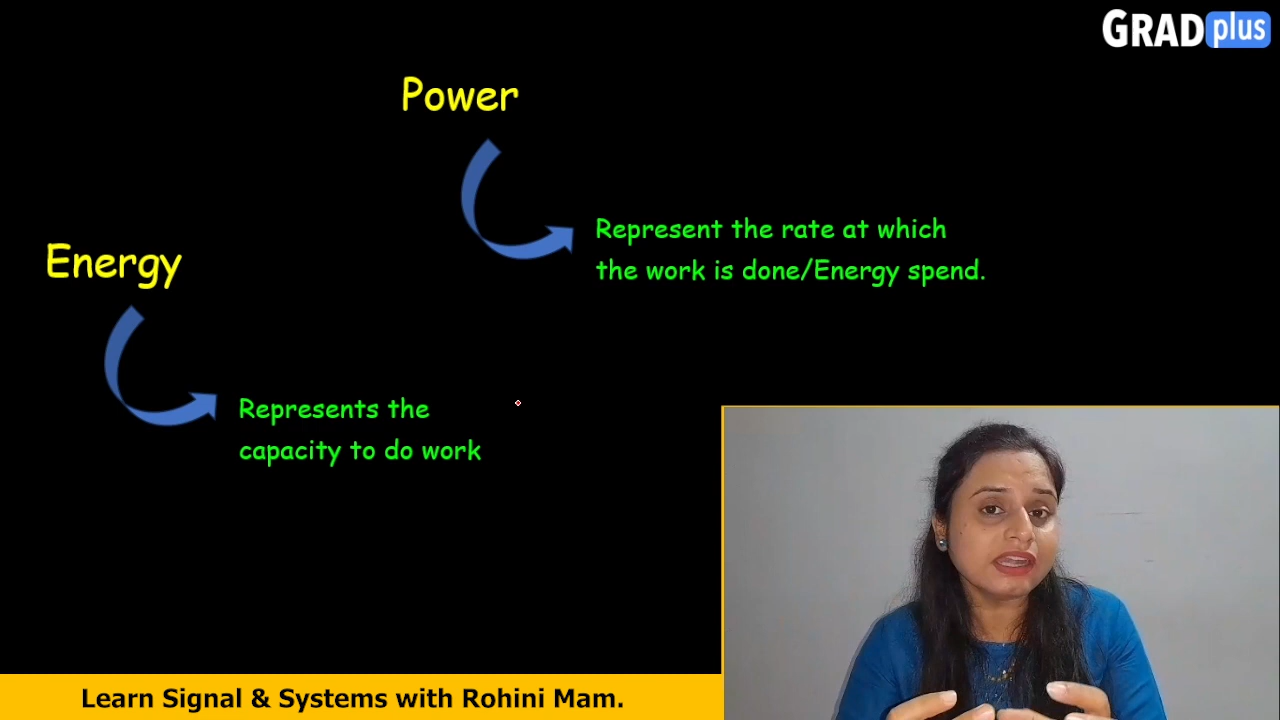 GRADplus
Power
Represent the rate at which
the work is done/Energy spend.
Energy
Represents the
capacity to do work
Learn Signal & Systems with Rohini Mam.